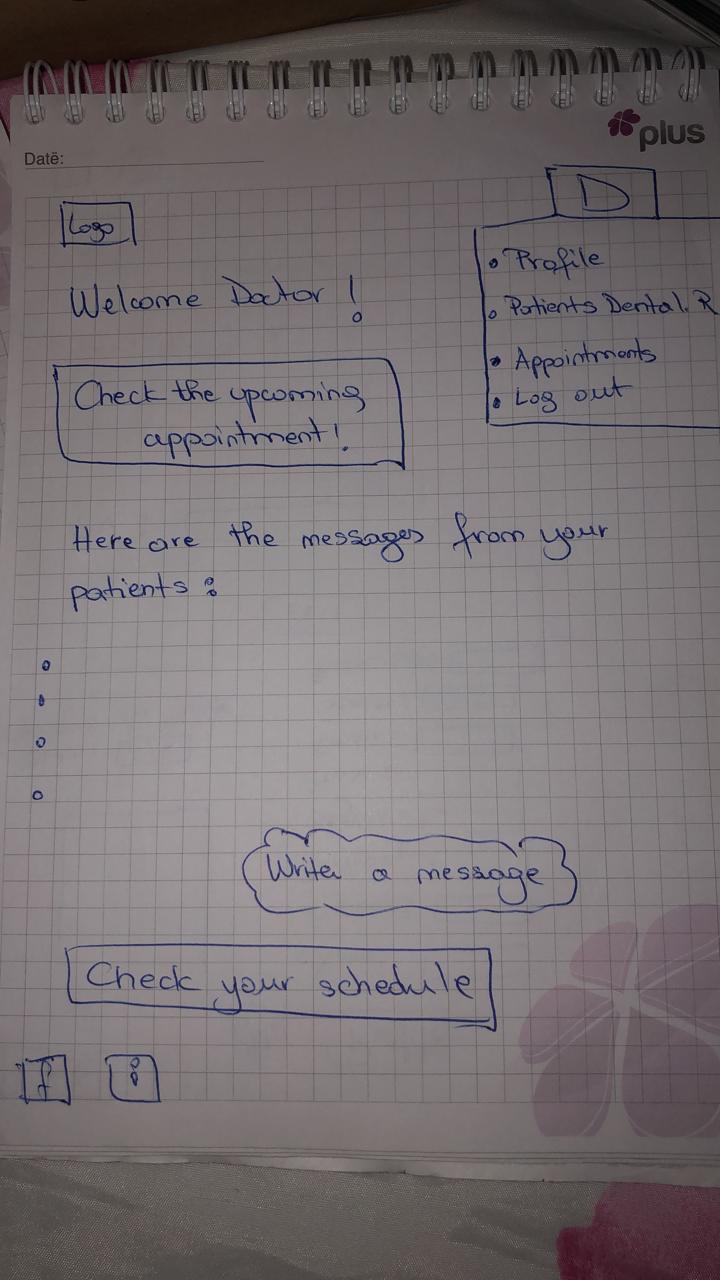 plus
Datë:
Logo
D
Welcome Doctor!
• Profile
• Patients Dental. R
• Appointments
• Log out
Check the upcoming
appointment!
Here are the messages from your
patients:
Write a message
Check your schedule
f
i